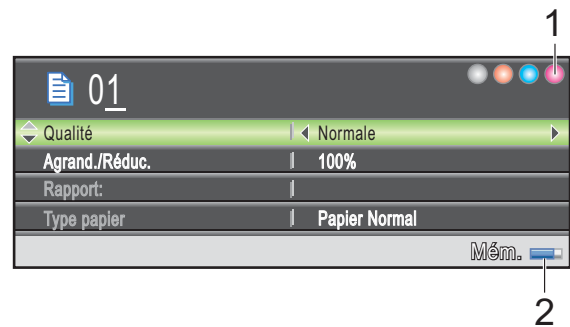 1
01
Qualité Normale
Agrand./Réduc. 100%
Rapport:
Type papier Papier Normal
Mém.
2